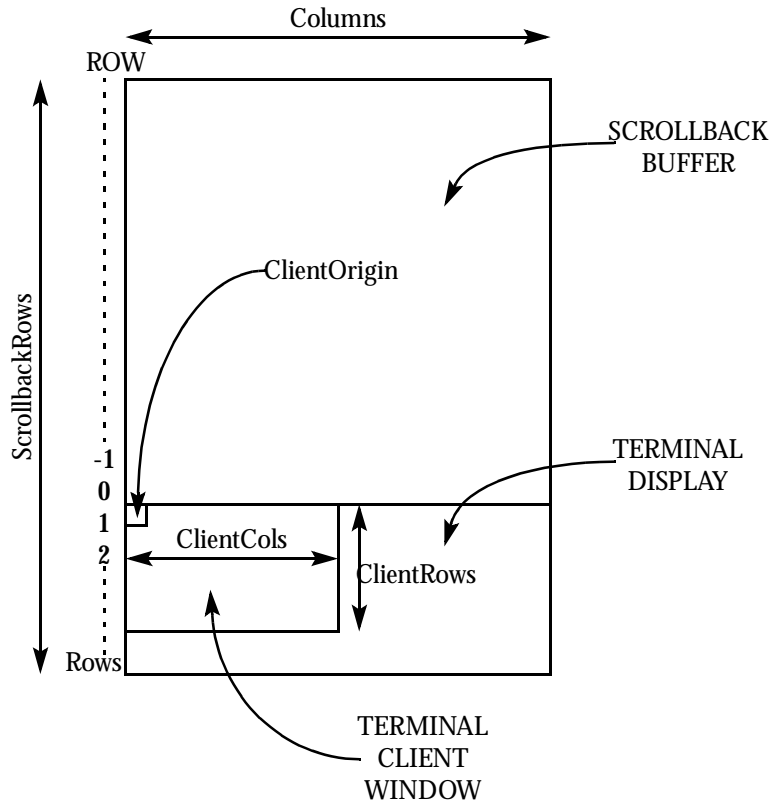 Columns
ROW
SCROLLBACK
BUFFER
ClientOrigin
ScrollbackRows
-1
TERMINAL
DISPLAY
0
1
ClientCols
2
ClientRows
Rows
TERMINAL
CLIENT
WINDOW